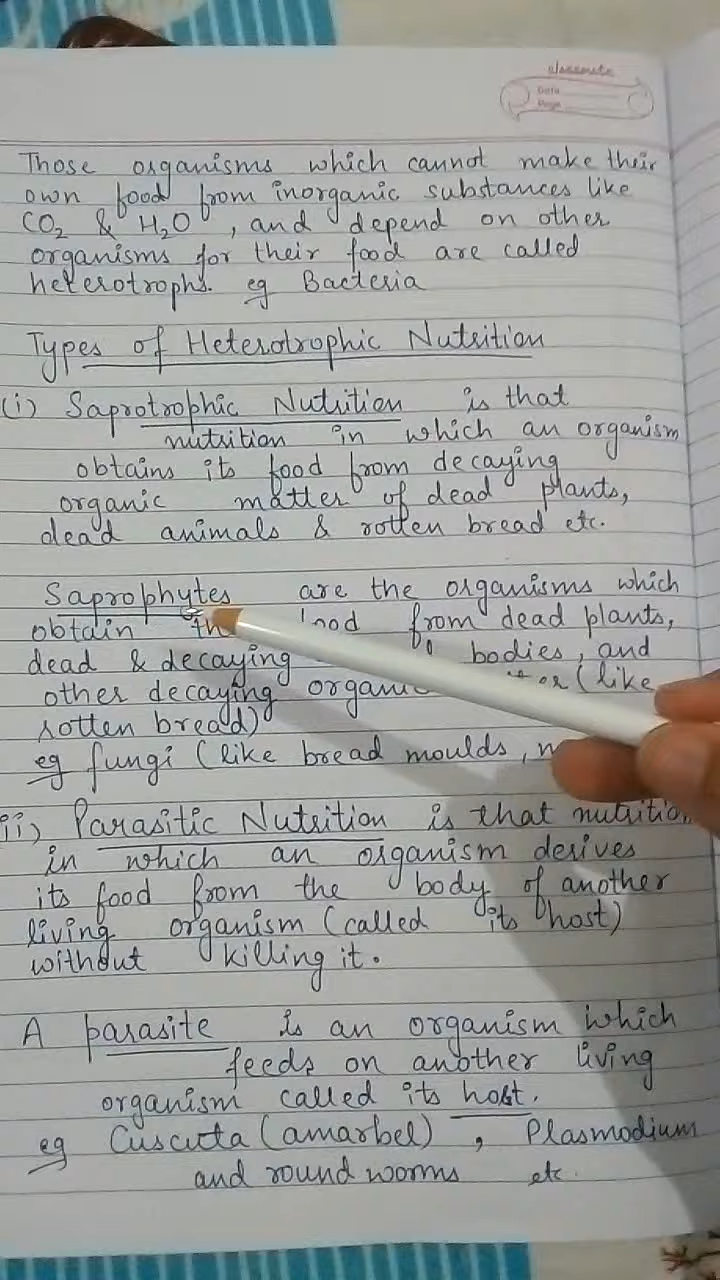 classmate
Date
Page
Those organisms which cannot make their
own food from inorganic substances like
CO2 & H2O , and depend on other
organisms for their food are called
heterotrophs. eg Bacteria
Types of Heterotrophic Nutrition
(i) Saprotrophic Nutrition is that
nutrition in which an organism
obtains its food from decaying
organic matter of dead plants,
dead animals & rotten bread etc.
Saprophytes are the organisms which
obtain food from dead plants,
dead & decaying bodies, and
other decaying (like
rotten bread)
eg fungi (like bread moulds,
ii) Parasitic Nutrition is that
in which an organism derives
its food from the body of another
living organism (called its host)
without killing it.
A parasite is an organism which
feeds on another living
organism called its host.
eg Cuscuta (amarbel) , Plasmodium
and round worms etc.